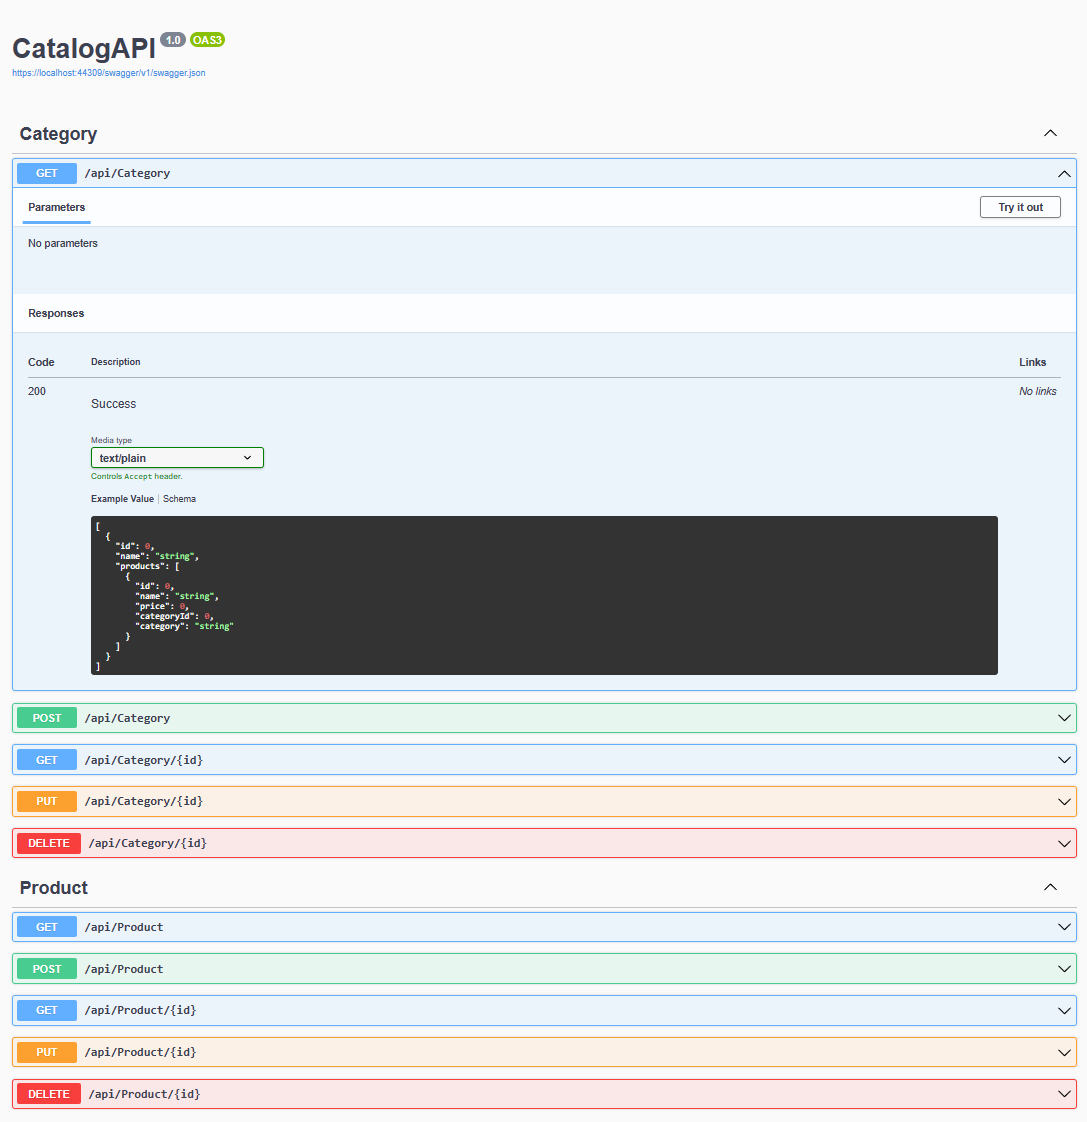 CatalogAPI 1.0 OAS3
https://localhost:44309/swagger/v1/swagger.json
Category
GET /api/Category
Parameters Try it out
No parameters
Responses
Code Description Links
200 No links
Success
Media type
text/plain
Controls Accept header.
Example Value | Schema
[
  {
    "id": 0,
    "name": "string",
    "products": [
      {
        "id": 0,
        "name": "string",
        "price": 0,
        "categoryId": 0,
        "category": "string"
      }
    ]
  }
]
POST /api/Category
GET /api/Category/{id}
PUT /api/Category/{id}
DELETE /api/Category/{id}
Product
GET /api/Product
POST /api/Product
GET /api/Product/{id}
PUT /api/Product/{id}
DELETE /api/Product/{id}